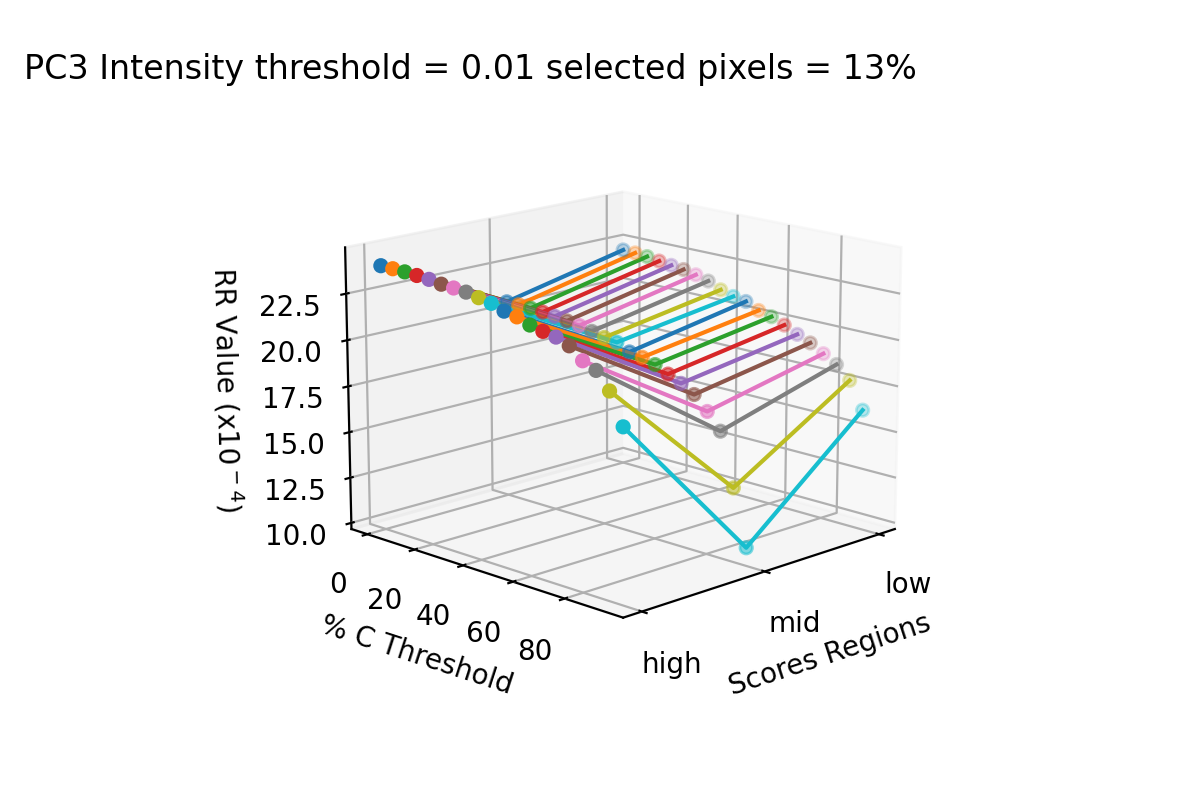 PC3 Intensity threshold = 0.01 selected pixels = 13%
RR Value (x10⁻⁴)
22.5
20.0
17.5
15.0
12.5
10.0
0
20
40
60
80
% C Threshold
high
mid
low
Scores Regions